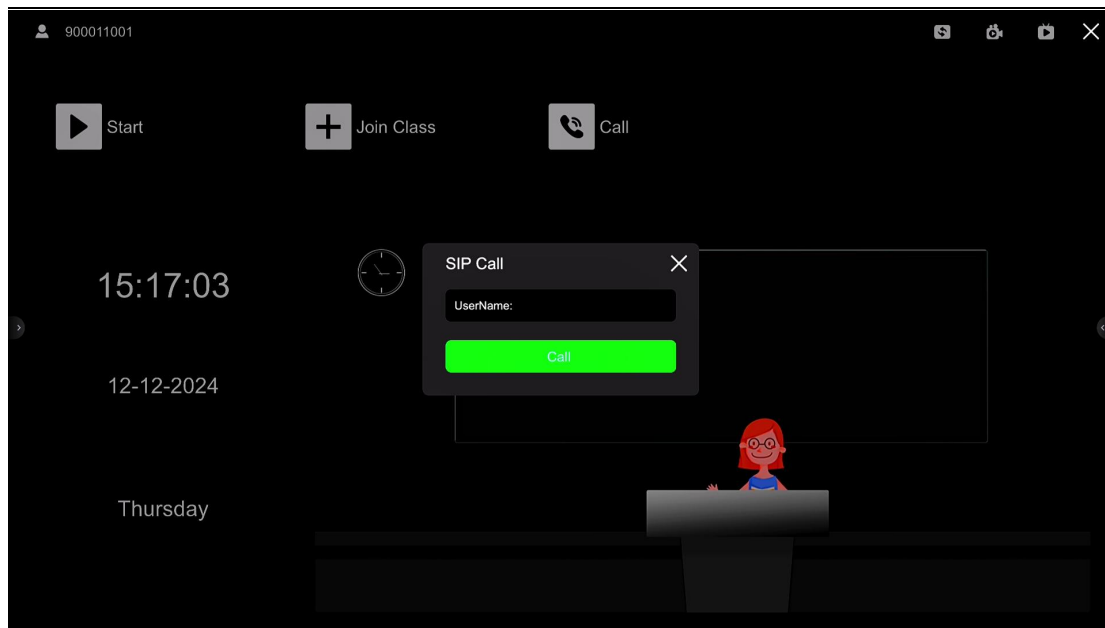 900011001
Start
Join Class
Call
SIP Call
UserName:
Call
15:17:03
12-12-2024
Thursday